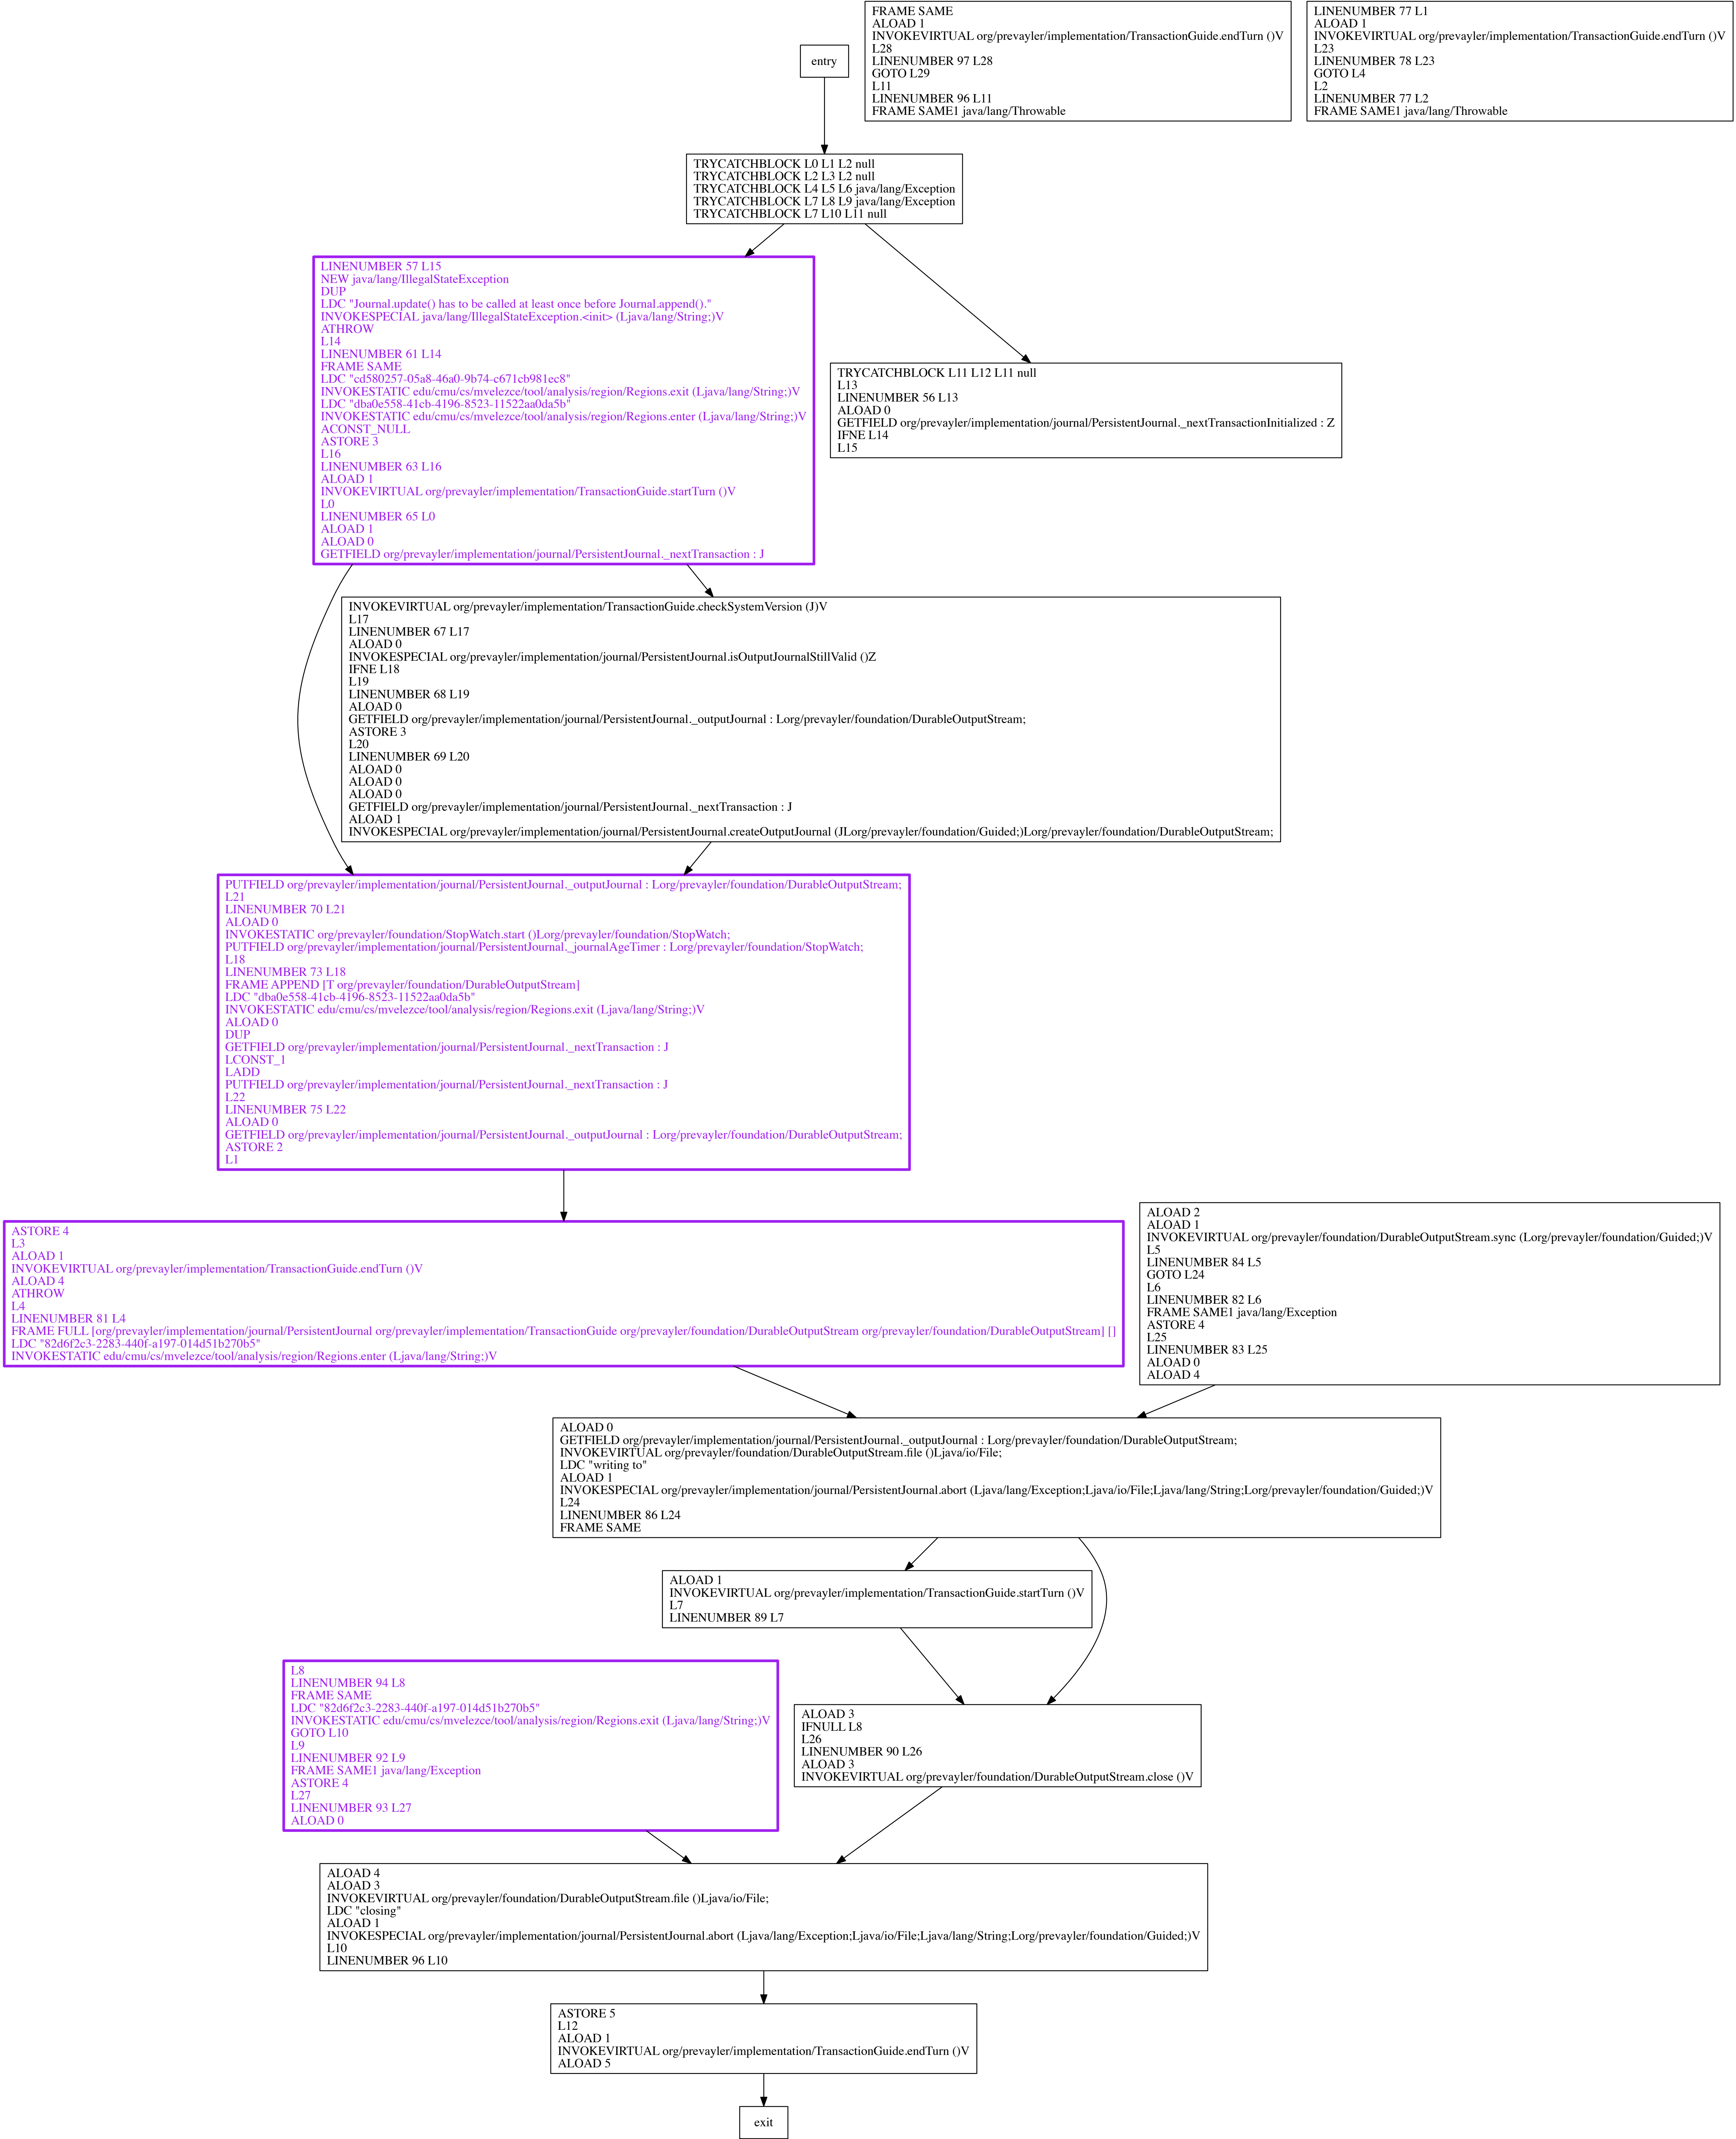 FRAME SAME
ALOAD 1
INVOKEVIRTUAL org/prevayler/implementation/TransactionGuide.endTurn ()V
L28
LINENUMBER 97 L28
GOTO L29
L11
LINENUMBER 96 L11
FRAME SAME1 java/lang/Throwable
LINENUMBER 77 L1
ALOAD 1
INVOKEVIRTUAL org/prevayler/implementation/TransactionGuide.endTurn ()V
L23
LINENUMBER 78 L23
GOTO L4
L2
LINENUMBER 77 L2
FRAME SAME1 java/lang/Throwable
entry
TRYCATCHBLOCK L0 L1 L2 null
TRYCATCHBLOCK L2 L3 L2 null
TRYCATCHBLOCK L4 L5 L6 java/lang/Exception
TRYCATCHBLOCK L7 L8 L9 java/lang/Exception
TRYCATCHBLOCK L7 L10 L11 null
LINENUMBER 57 L15
NEW java/lang/IllegalStateException
DUP
LDC "Journal.update() has to be called at least once before Journal.append()."
INVOKESPECIAL java/lang/IllegalStateException.<init> (Ljava/lang/String;)V
ATHROW
L14
LINENUMBER 61 L14
FRAME SAME
LDC "cd580257-05a8-46a0-9b74-c671cb981ec8"
INVOKESTATIC edu/cmu/cs/mvelezce/tool/analysis/region/Regions.exit (Ljava/lang/String;)V
LDC "dba0e558-41cb-4196-8523-11522aa0da5b"
INVOKESTATIC edu/cmu/cs/mvelezce/tool/analysis/region/Regions.enter (Ljava/lang/String;)V
ACONST_NULL
ASTORE 3
L16
LINENUMBER 63 L16
ALOAD 1
INVOKEVIRTUAL org/prevayler/implementation/TransactionGuide.startTurn ()V
L0
LINENUMBER 65 L0
ALOAD 1
ALOAD 0
GETFIELD org/prevayler/implementation/journal/PersistentJournal._nextTransaction : J
TRYCATCHBLOCK L11 L12 L11 null
L13
LINENUMBER 56 L13
ALOAD 0
GETFIELD org/prevayler/implementation/journal/PersistentJournal._nextTransactionInitialized : Z
IFNE L14
L15
INVOKEVIRTUAL org/prevayler/implementation/TransactionGuide.checkSystemVersion (J)V
L17
LINENUMBER 67 L17
ALOAD 0
INVOKESPECIAL org/prevayler/implementation/journal/PersistentJournal.isOutputJournalStillValid ()Z
IFNE L18
L19
LINENUMBER 68 L19
ALOAD 0
GETFIELD org/prevayler/implementation/journal/PersistentJournal._outputJournal : Lorg/prevayler/foundation/DurableOutputStream;
ASTORE 3
L20
LINENUMBER 69 L20
ALOAD 0
ALOAD 0
ALOAD 0
GETFIELD org/prevayler/implementation/journal/PersistentJournal._nextTransaction : J
ALOAD 1
INVOKESPECIAL org/prevayler/implementation/journal/PersistentJournal.createOutputJournal (JLorg/prevayler/foundation/Guided;)Lorg/prevayler/foundation/DurableOutputStream;
PUTFIELD org/prevayler/implementation/journal/PersistentJournal._outputJournal : Lorg/prevayler/foundation/DurableOutputStream;
L21
LINENUMBER 70 L21
ALOAD 0
INVOKESTATIC org/prevayler/foundation/StopWatch.start ()Lorg/prevayler/foundation/StopWatch;
PUTFIELD org/prevayler/implementation/journal/PersistentJournal._journalAgeTimer : Lorg/prevayler/foundation/StopWatch;
L18
LINENUMBER 73 L18
FRAME APPEND [T org/prevayler/foundation/DurableOutputStream]
LDC "dba0e558-41cb-4196-8523-11522aa0da5b"
INVOKESTATIC edu/cmu/cs/mvelezce/tool/analysis/region/Regions.exit (Ljava/lang/String;)V
ALOAD 0
DUP
GETFIELD org/prevayler/implementation/journal/PersistentJournal._nextTransaction : J
LCONST_1
LADD
PUTFIELD org/prevayler/implementation/journal/PersistentJournal._nextTransaction : J
L22
LINENUMBER 75 L22
ALOAD 0
GETFIELD org/prevayler/implementation/journal/PersistentJournal._outputJournal : Lorg/prevayler/foundation/DurableOutputStream;
ASTORE 2
L1
ASTORE 4
L3
ALOAD 1
INVOKEVIRTUAL org/prevayler/implementation/TransactionGuide.endTurn ()V
ALOAD 4
ATHROW
L4
LINENUMBER 81 L4
FRAME FULL [org/prevayler/implementation/journal/PersistentJournal org/prevayler/implementation/TransactionGuide org/prevayler/foundation/DurableOutputStream org/prevayler/foundation/DurableOutputStream] []
LDC "82d6f2c3-2283-440f-a197-014d51b270b5"
INVOKESTATIC edu/cmu/cs/mvelezce/tool/analysis/region/Regions.enter (Ljava/lang/String;)V
ALOAD 2
ALOAD 1
INVOKEVIRTUAL org/prevayler/foundation/DurableOutputStream.sync (Lorg/prevayler/foundation/Guided;)V
L5
LINENUMBER 84 L5
GOTO L24
L6
LINENUMBER 82 L6
FRAME SAME1 java/lang/Exception
ASTORE 4
L25
LINENUMBER 83 L25
ALOAD 0
ALOAD 4
ALOAD 0
GETFIELD org/prevayler/implementation/journal/PersistentJournal._outputJournal : Lorg/prevayler/foundation/DurableOutputStream;
INVOKEVIRTUAL org/prevayler/foundation/DurableOutputStream.file ()Ljava/io/File;
LDC "writing to"
ALOAD 1
INVOKESPECIAL org/prevayler/implementation/journal/PersistentJournal.abort (Ljava/lang/Exception;Ljava/io/File;Ljava/lang/String;Lorg/prevayler/foundation/Guided;)V
L24
LINENUMBER 86 L24
FRAME SAME
ALOAD 1
INVOKEVIRTUAL org/prevayler/implementation/TransactionGuide.startTurn ()V
L7
LINENUMBER 89 L7
L8
LINENUMBER 94 L8
FRAME SAME
LDC "82d6f2c3-2283-440f-a197-014d51b270b5"
INVOKESTATIC edu/cmu/cs/mvelezce/tool/analysis/region/Regions.exit (Ljava/lang/String;)V
GOTO L10
L9
LINENUMBER 92 L9
FRAME SAME1 java/lang/Exception
ASTORE 4
L27
LINENUMBER 93 L27
ALOAD 0
ALOAD 3
IFNULL L8
L26
LINENUMBER 90 L26
ALOAD 3
INVOKEVIRTUAL org/prevayler/foundation/DurableOutputStream.close ()V
ALOAD 4
ALOAD 3
INVOKEVIRTUAL org/prevayler/foundation/DurableOutputStream.file ()Ljava/io/File;
LDC "closing"
ALOAD 1
INVOKESPECIAL org/prevayler/implementation/journal/PersistentJournal.abort (Ljava/lang/Exception;Ljava/io/File;Ljava/lang/String;Lorg/prevayler/foundation/Guided;)V
L10
LINENUMBER 96 L10
ASTORE 5
L12
ALOAD 1
INVOKEVIRTUAL org/prevayler/implementation/TransactionGuide.endTurn ()V
ALOAD 5
exit